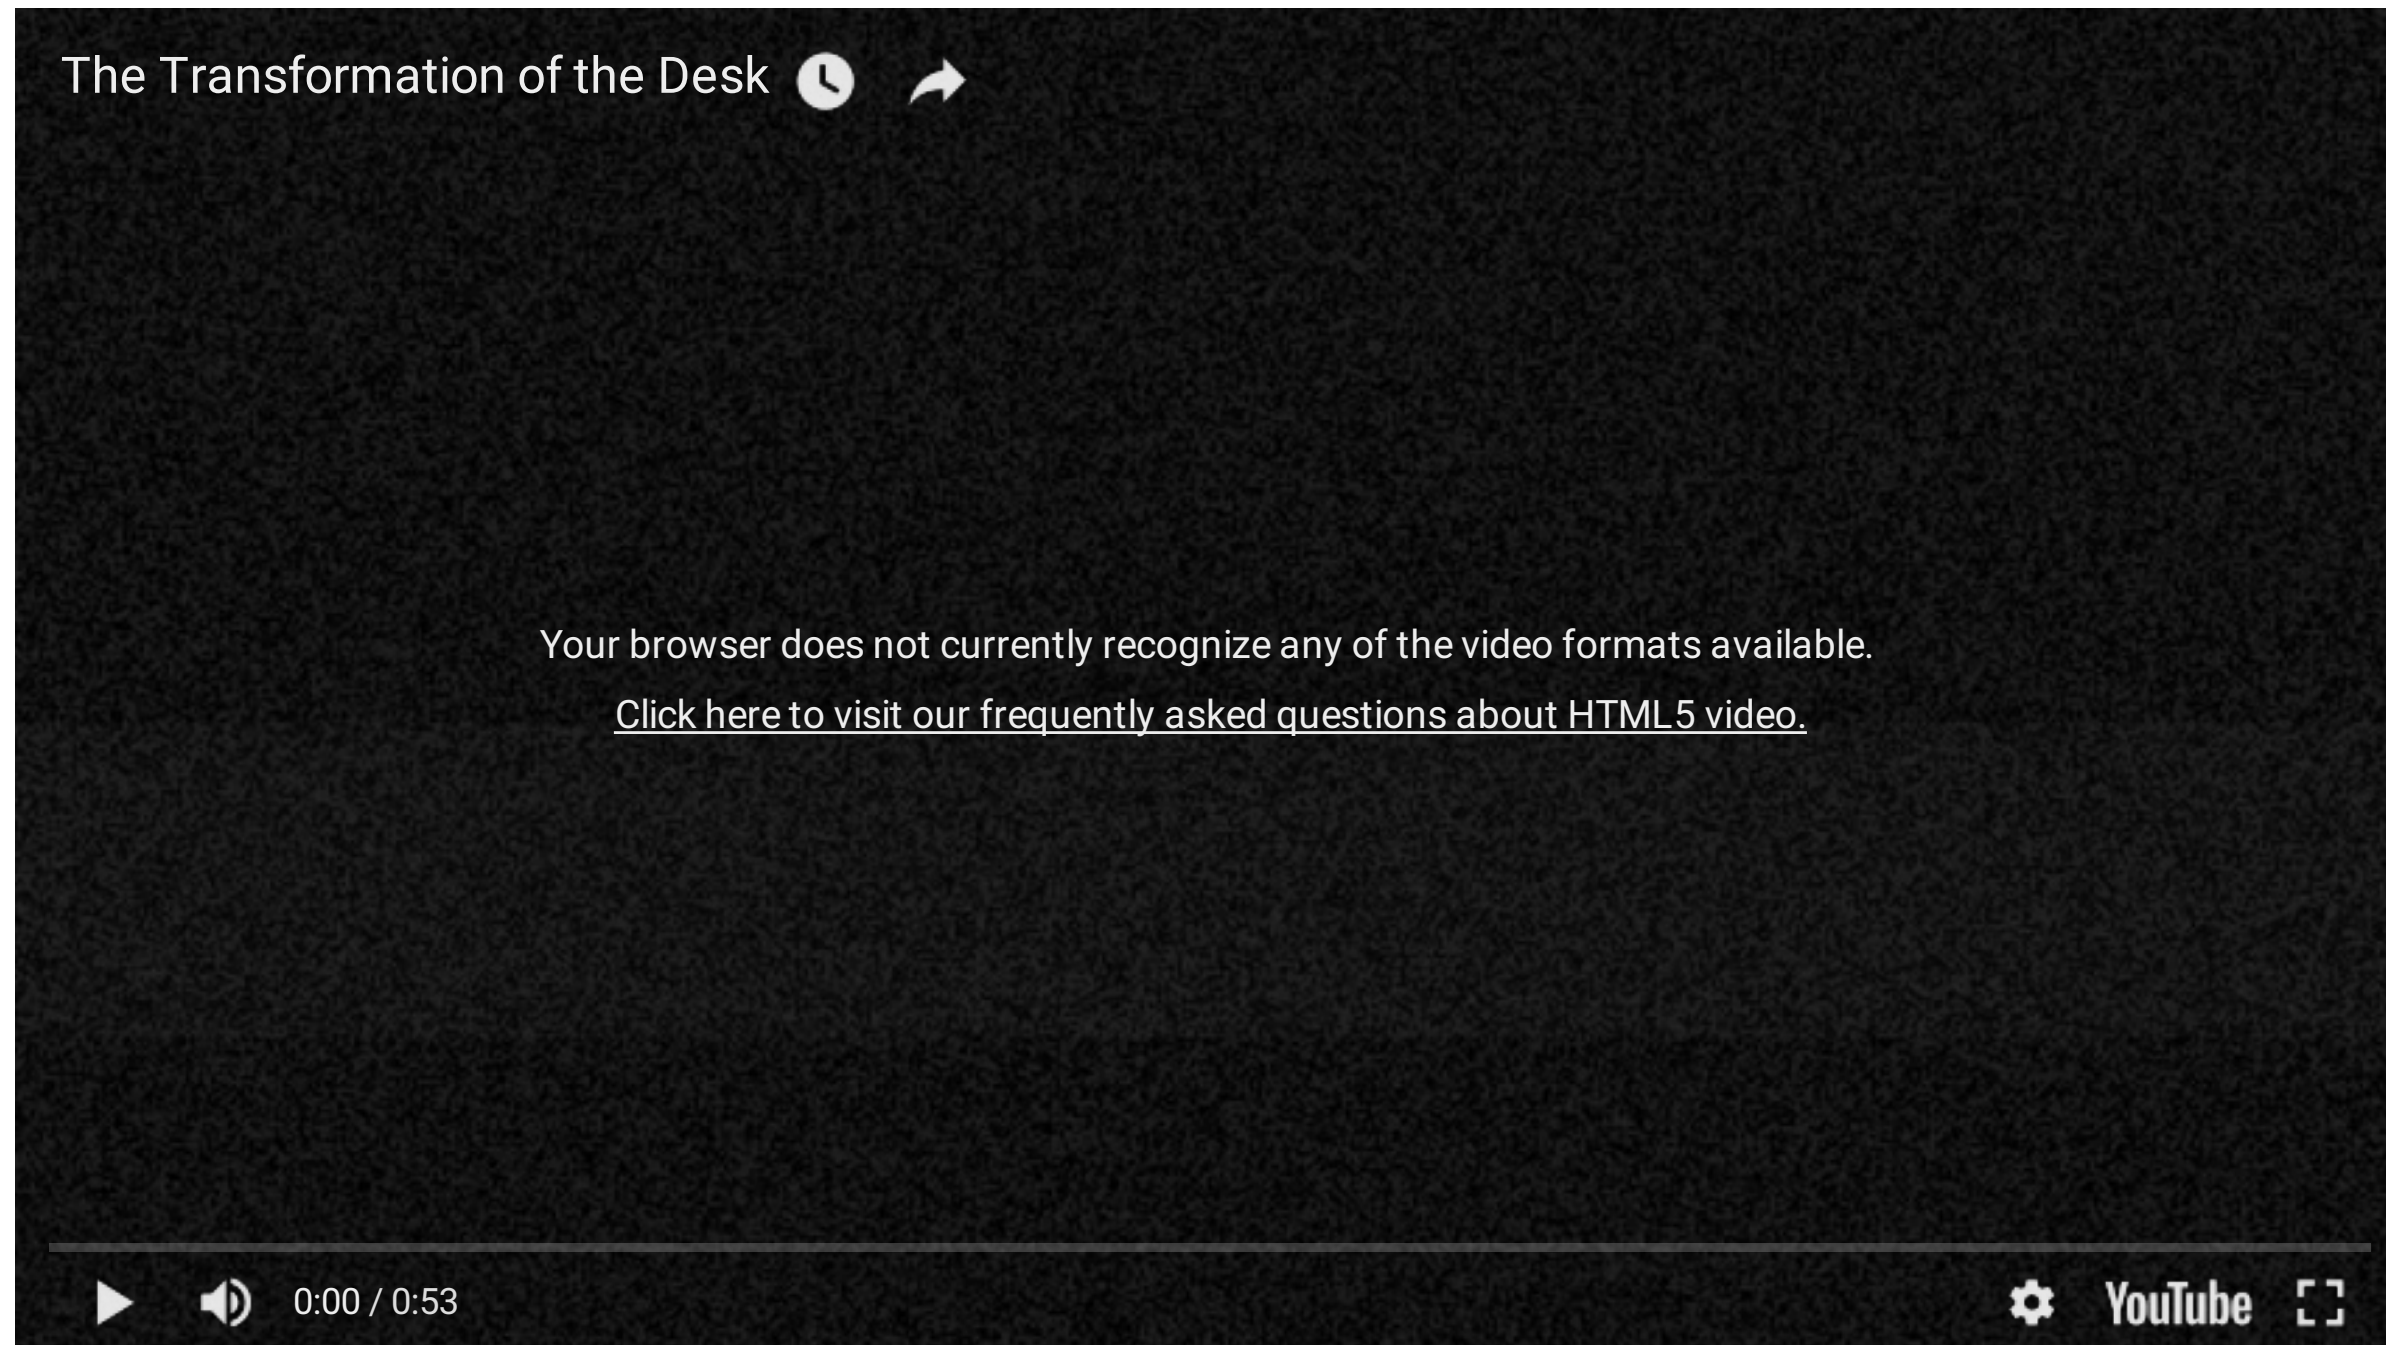 The Transformation of the Desk
Your browser does not currently recognize any of the video formats available.
Click here to visit our frequently asked questions about HTML5 video.
0:00 / 0:53
YouTube